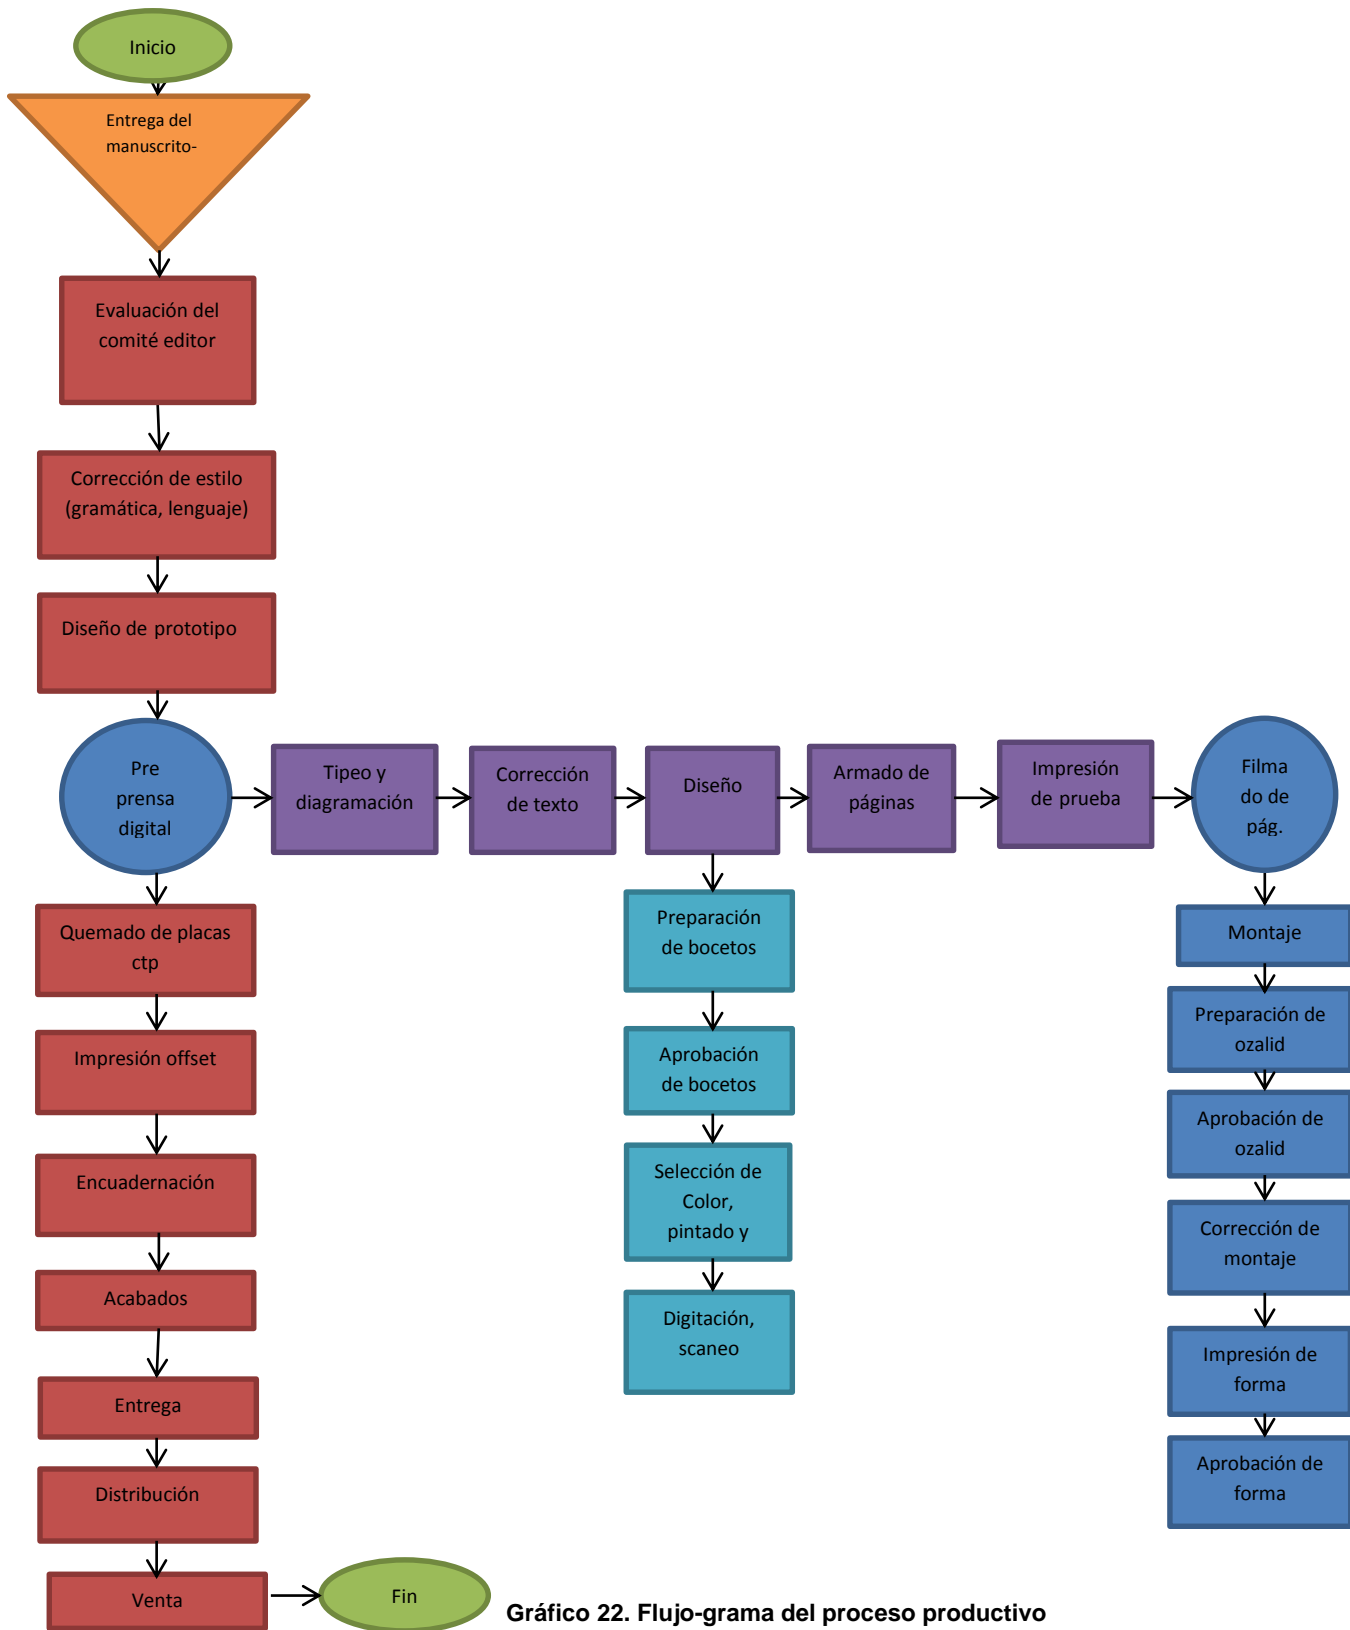 Inicio
Entrega del
manuscrito-
Evaluación del
comité editor
Corrección de estilo
(gramática, lenguaje)
Diseño de prototipo
Pre
prensa
digital
Tipeo y
diagramación
Corrección
de texto
Diseño
Armado de
páginas
Impresión
de prueba
Filma
do de
pág.
Quemado de placas
ctp
Impresión offset
Encuadernación
Acabados
Entrega
Distribución
Venta
Fin
Preparación
de bocetos
Aprobación
de bocetos
Selección de
Color,
pintado y
Digitación,
scaneo
Montaje
Preparación de
ozalid
Aprobación de
ozalid
Corrección de
montaje
Impresión de
forma
Aprobación de
forma
Gráfico 22. Flujo-grama del proceso productivo